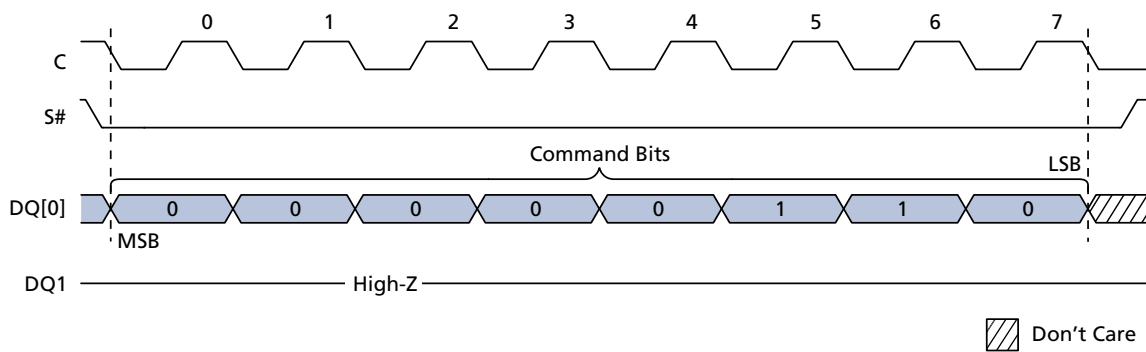 0 1 2 3 4 5 6 7
C
S#
Command Bits
LSB
DQ[0] 0 0 0 0 0 1 1 0
MSB
DQ1 High-Z
Don't Care